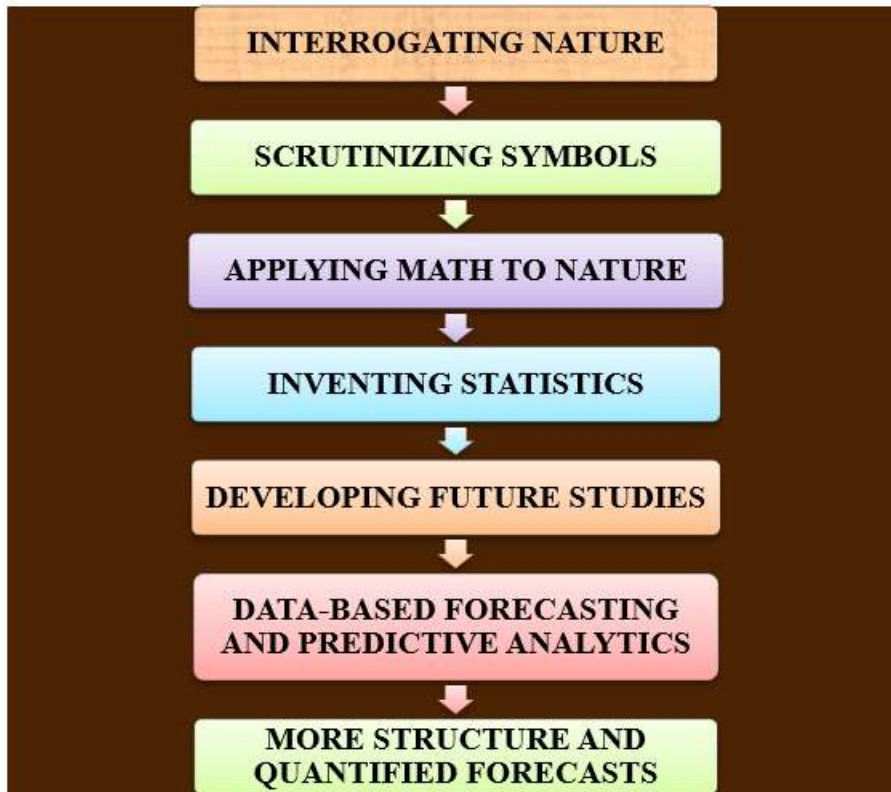 INTERROGATING NATURE
SCRUTINIZING SYMBOLS
APPLYING MATH TO NATURE
INVENTING STATISTICS
DEVELOPING FUTURE STUDIES
DATA-BASED FORECASTING
AND PREDICTIVE ANALYTICS
MORE STRUCTURE AND
QUANTIFIED FORECASTS